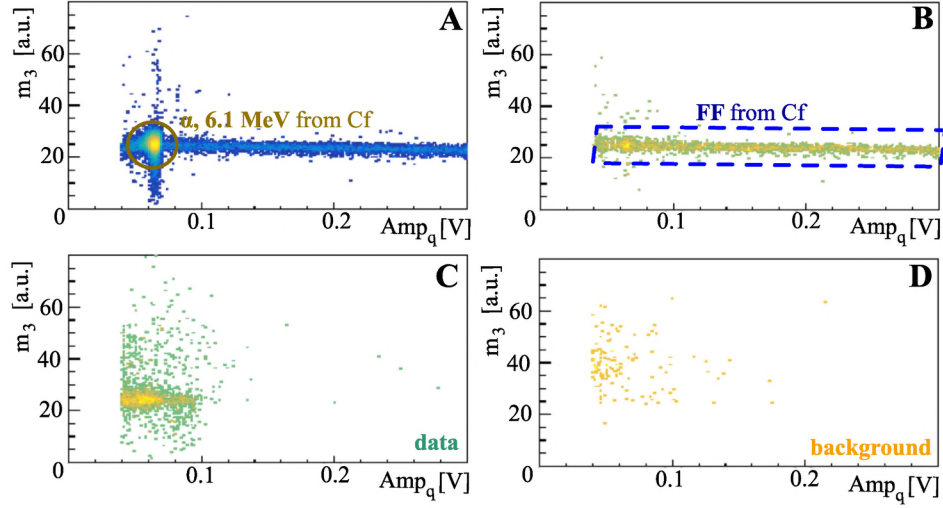 A
m3 [a.u.]
60
40
20
0
α, 6.1 MeV from Cf
0 0.1 0.2
Ampq[V]
B
m3 [a.u.]
60
40
20
0
FF from Cf
0.1 0.2
Ampq[V]
C
m3 [a.u.]
60
40
20
0
data
0.1 0.2
Ampq[V]
D
m3 [a.u.]
60
40
20
0
background
0.1 0.2
Ampq[V]